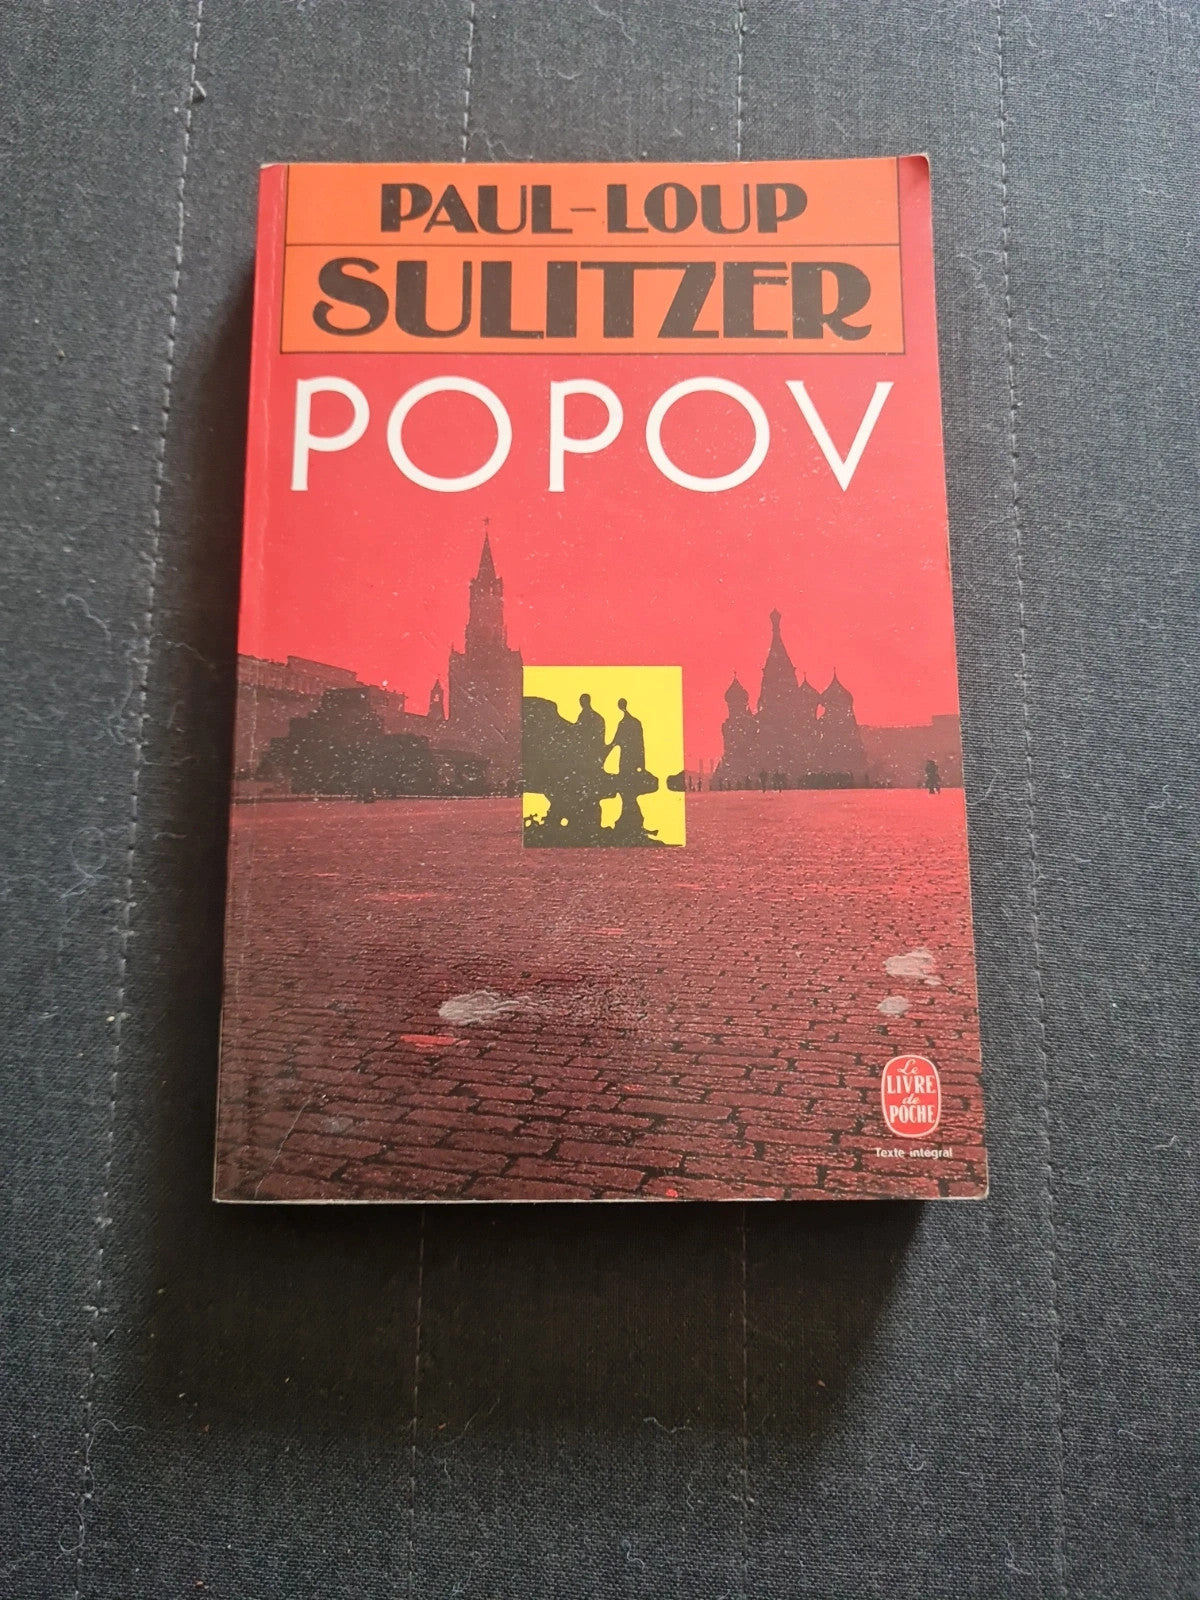 PAUL-LOUP
SULITZER
POPOV
Le
LIVRE
de
POCHE
Texte intégral